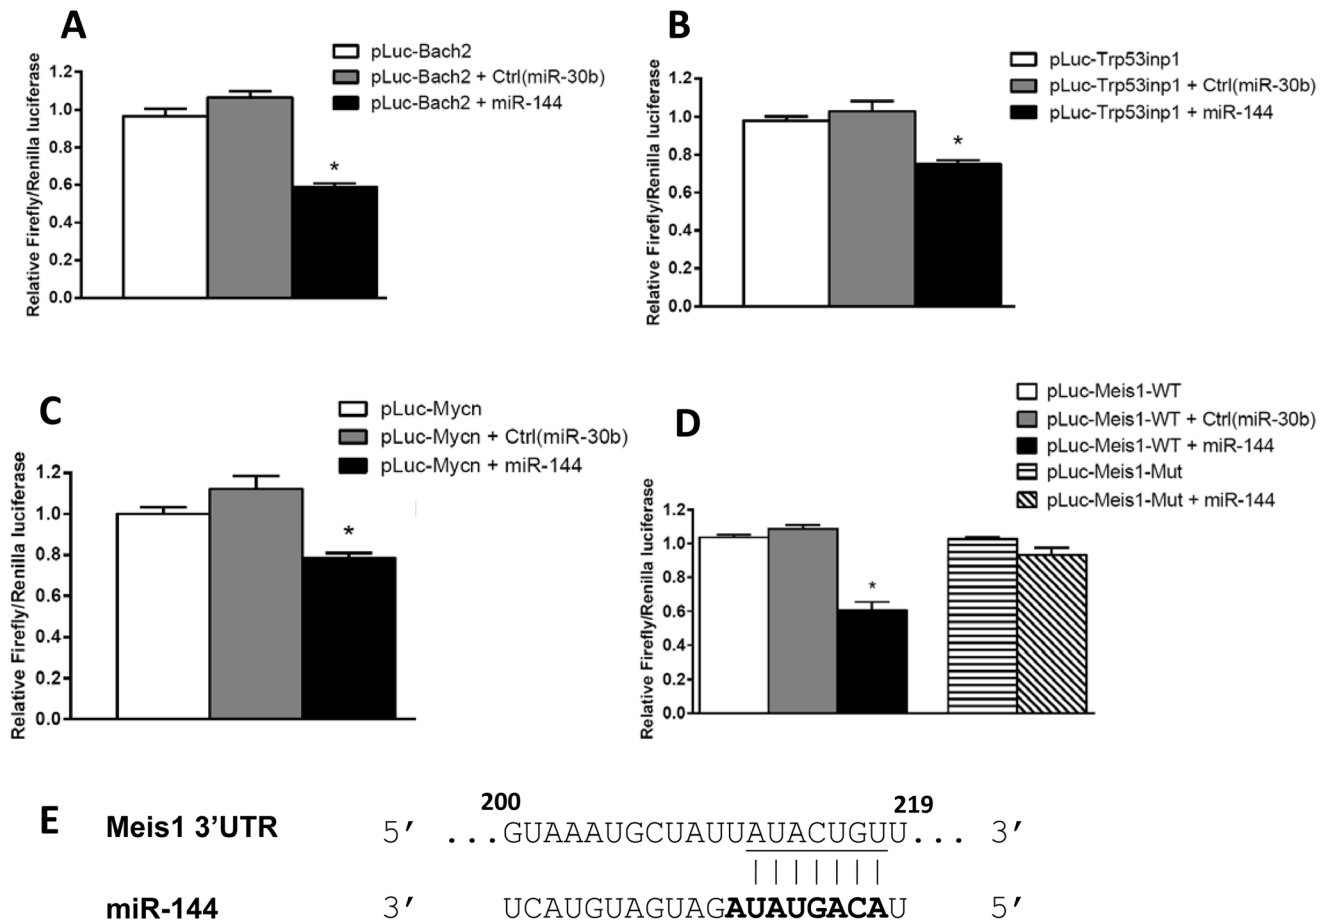 A
pLuc-Bach2
pLuc-Bach2 + Ctrl(miR-30b)
pLuc-Bach2 + miR-144
Relative Firefly/Renilla luciferase
1.2
1.0
0.8
0.6
0.4
0.2
0.0
*
B
pLuc-Trp53inp1
pLuc-Trp53inp1 + Ctrl(miR-30b)
pLuc-Trp53inp1 + miR-144
Relative Firefly/Renilla luciferase
1.2
1.0
0.8
0.6
0.4
0.2
0.0
*
C
pLuc-Mycn
pLuc-Mycn + Ctrl(miR-30b)
pLuc-Mycn + miR-144
Relative Firefly/Renilla luciferase
1.2
1.0
0.8
0.6
0.4
0.2
0.0
*
D
pLuc-Meis1-WT
pLuc-Meis1-WT + Ctrl(miR-30b)
pLuc-Meis1-WT + miR-144
pLuc-Meis1-Mut
pLuc-Meis1-Mut + miR-144
Relative Firefly/Renilla luciferase
1.2
1.0
0.8
0.6
0.4
0.2
0.0
*
E
200 219
Meis1 3’UTR 5′ ...GUAAAUGCUAUUAUACUGUU... 3′
miR-144 3′ UCAUGUAGUAGAUAUGACAU 5′